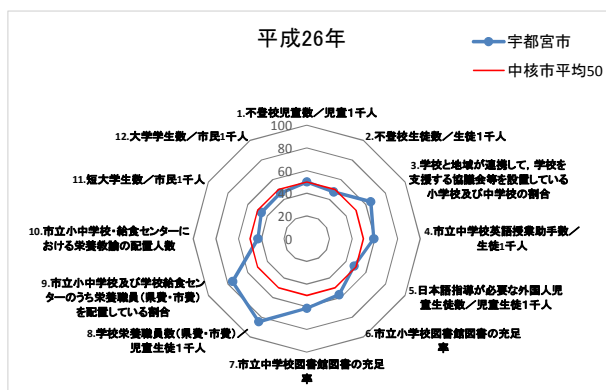 平成26年
宇都宮市
中核市平均50
1.不登校児童数／児童1千人
2.不登校生徒数／生徒1千人
3.学校と地域が連携して，学校を
支援する協議会等を設置している
小学校及び中学校の割合
4.市立中学校英語授業助手数／
生徒1千人
5.日本語指導が必要な外国人児
童生徒数／児童生徒1千人
6.市立小学校図書館図書の充足
率
7.市立中学校図書館図書の充足
率
8.学校栄養職員数（県費・市費）／
児童生徒1千人
9.市立小中学校及び学校給食セン
ターのうち栄養職員（県費・市費）
を配置している割合
10.市立小中学校・給食センターに
おける栄養教諭の配置人数
11.短大学生数／市民1千人
12.大学学生数／市民1千人
100
80
60
40
20
0